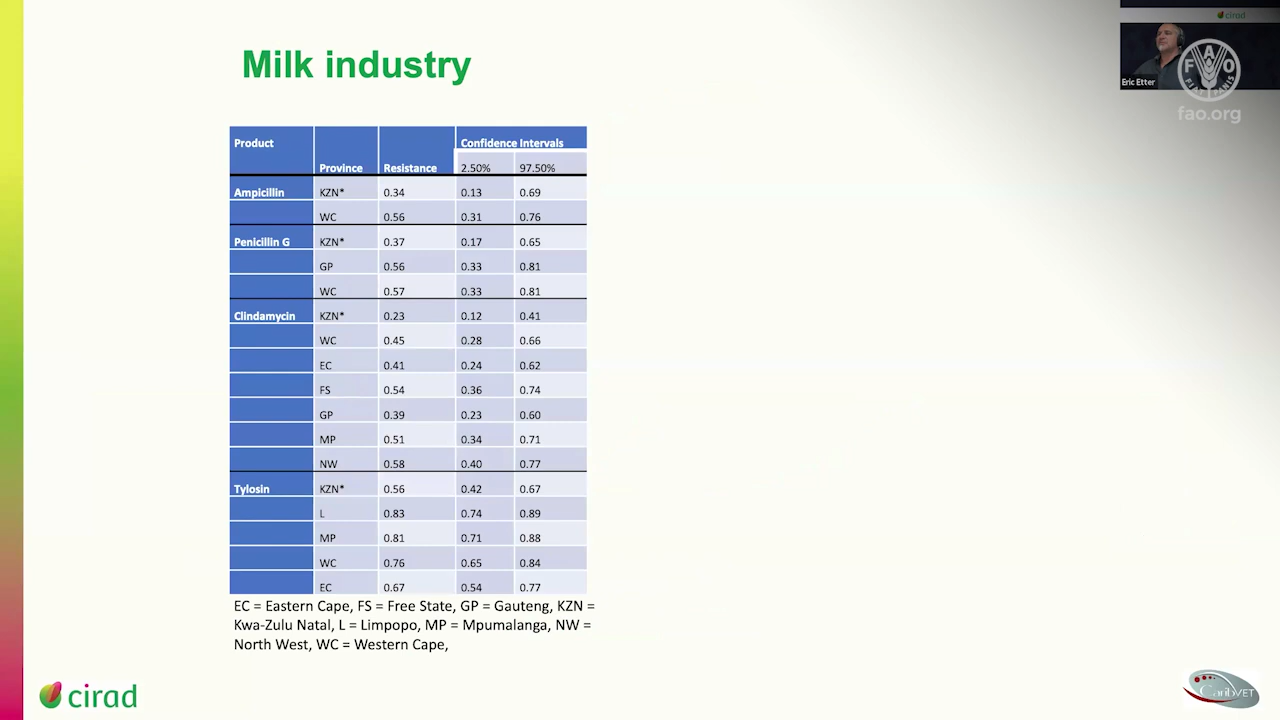 Milk industry
Product Province Resistance Confidence Intervals
2.50% 97.50%
Ampicillin KZN* 0.34 0.13 0.69
WC 0.56 0.31 0.76
Penicillin G KZN* 0.37 0.17 0.65
GP 0.56 0.33 0.81
WC 0.57 0.33 0.81
Clindamycin KZN* 0.23 0.12 0.41
WC 0.45 0.28 0.66
EC 0.41 0.24 0.62
FS 0.54 0.36 0.74
GP 0.39 0.23 0.60
MP 0.51 0.34 0.71
NW 0.58 0.40 0.77
Tylosin KZN* 0.56 0.42 0.67
L 0.83 0.74 0.89
MP 0.81 0.71 0.88
WC 0.76 0.65 0.84
EC 0.67 0.54 0.77
EC = Eastern Cape, FS = Free State, GP = Gauteng, KZN =
Kwa-Zulu Natal, L = Limpopo, MP = Mpumalanga, NW =
North West, WC = Western Cape,
cirad
cirad
Eric Etter
FAO
FIAT PANIS
fao.org
CaribVET